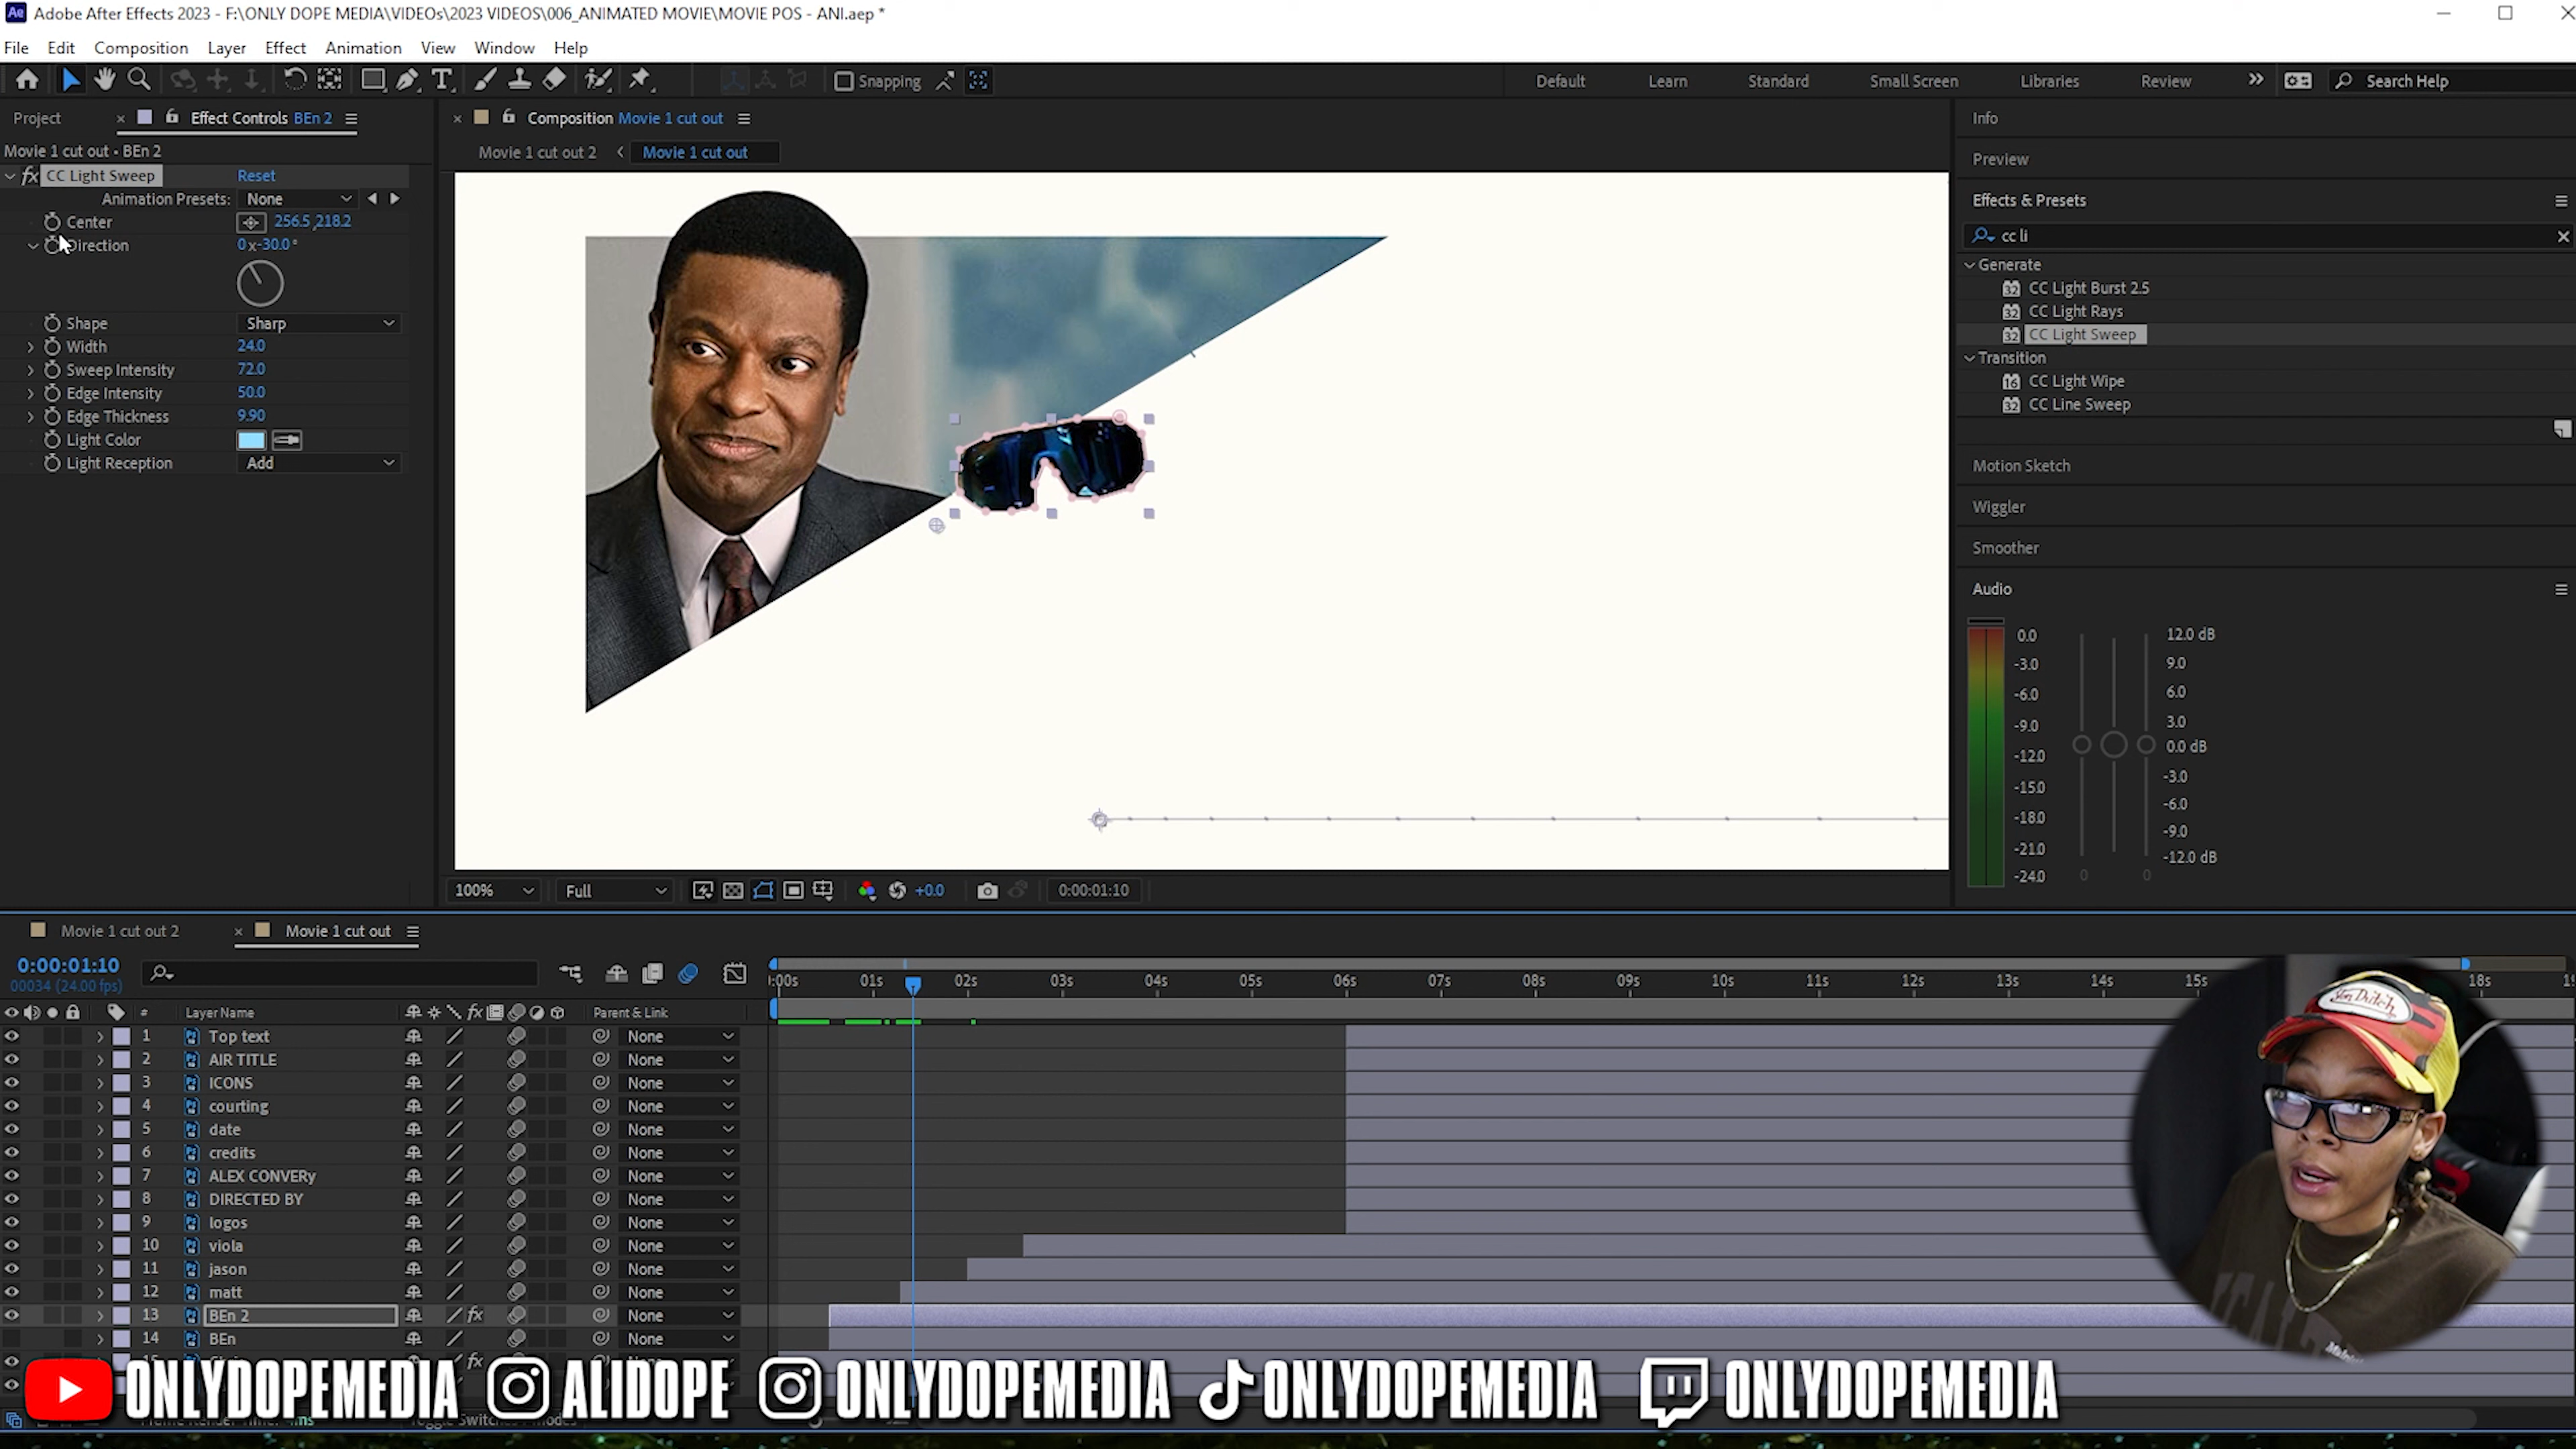 Adobe After Effects 2023 - F:\ONLY DOPE MEDIA\VIDEOs\2023 VIDEOS\006_ANIMATED MOVIE\MOVIE POS - ANI.aep *
File Edit Composition Layer Effect Animation View Window Help
Snapping Default Learn Standard Small Screen Libraries Review Search Help
Project Effect Controls BEn 2
Movie 1 cut out • BEn 2
fx CC Light Sweep Reset
Animation Presets: None
Center 256.5,218.2
Direction 0 x-30.0°
Shape Sharp
Width 24.0
Sweep Intensity 72.0
Edge Intensity 50.0
Edge Thickness 9.90
Light Color
Light Reception Add
Composition Movie 1 cut out
Movie 1 cut out 2 Movie 1 cut out
100% Full +0.0 0:00:01:10
Info
Preview
Effects & Presets
cc li
Generate
CC Light Burst 2.5
CC Light Rays
CC Light Sweep
Transition
CC Light Wipe
CC Line Sweep
Motion Sketch
Wiggler
Smoother
Audio
0.0 12.0 dB
-3.0 9.0
-6.0 6.0
-9.0 3.0
-12.0 0.0 dB
-15.0 -3.0
-18.0 -6.0
-21.0 -9.0
-24.0 -12.0 dB
0 0
Movie 1 cut out 2 Movie 1 cut out
0:00:01:10
00034 (24.00 fps)
:00s 01s 02s 03s 04s 05s 06s 07s 08s 09s 10s 11s 12s 13s 14s 15s 18s
# Layer Name Parent & Link
1 Top text None
2 AIR TITLE None
3 ICONS None
4 courting None
5 date None
6 credits None
7 ALEX CONVERy None
8 DIRECTED BY None
9 logos None
10 viola None
11 jason None
12 matt None
13 BEn 2 fx None
14 BEn None
ONLYDOPEMEDIA ALIDOPE ONLYDOPEMEDIA ONLYDOPEMEDIA ONLYDOPEMEDIA
Von Dutch